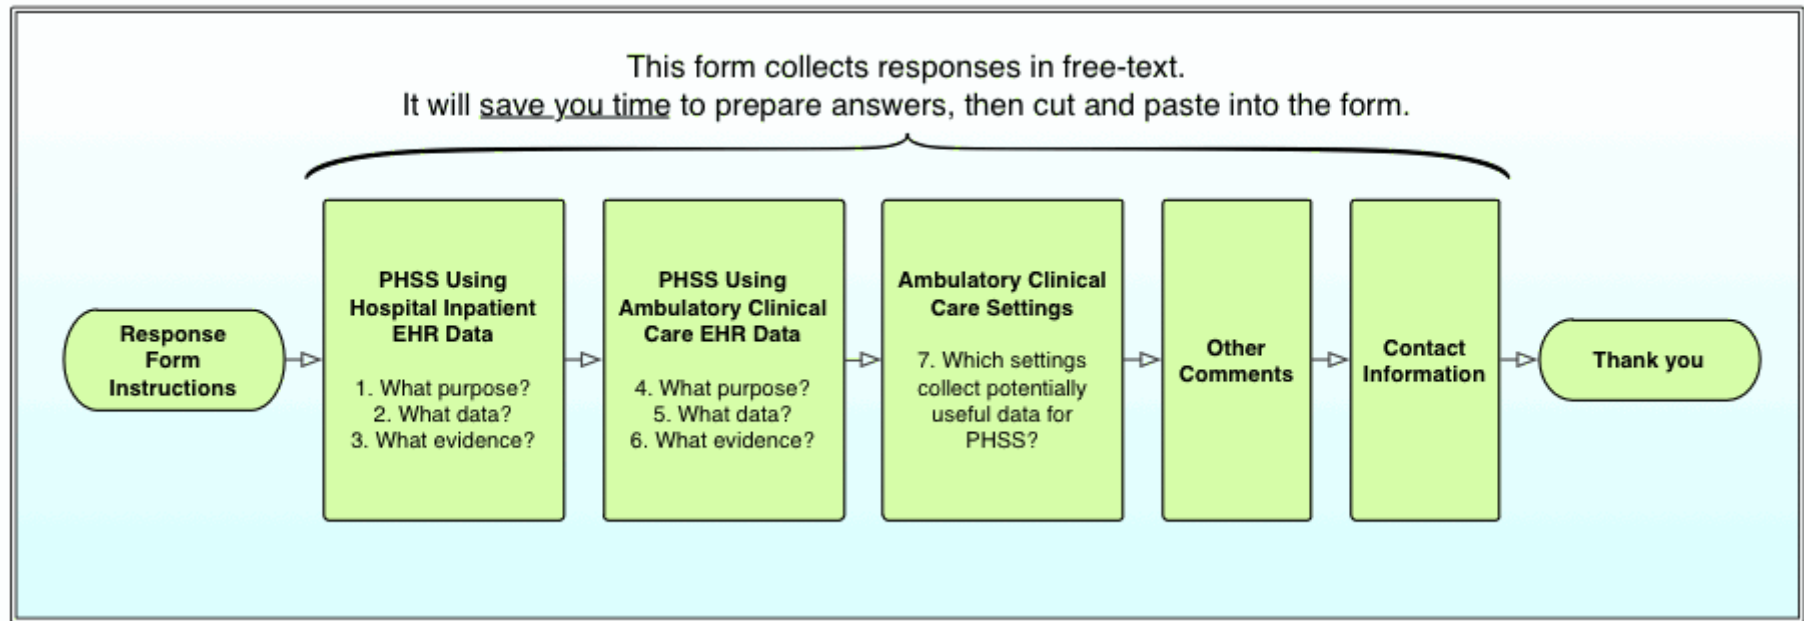 This form collects responses in free-text.
It will save you time to prepare answers, then cut and paste into the form.
Response
Form
Instructions
PHSS Using
Hospital Inpatient
EHR Data
1. What purpose?
2. What data?
3. What evidence?
PHSS Using
Ambulatory Clinical
Care EHR Data
4. What purpose?
5. What data?
6. What evidence?
Ambulatory Clinical
Care Settings
7. Which settings
collect potentially
useful data for
PHSS?
Other
Comments
Contact
Information
Thank you